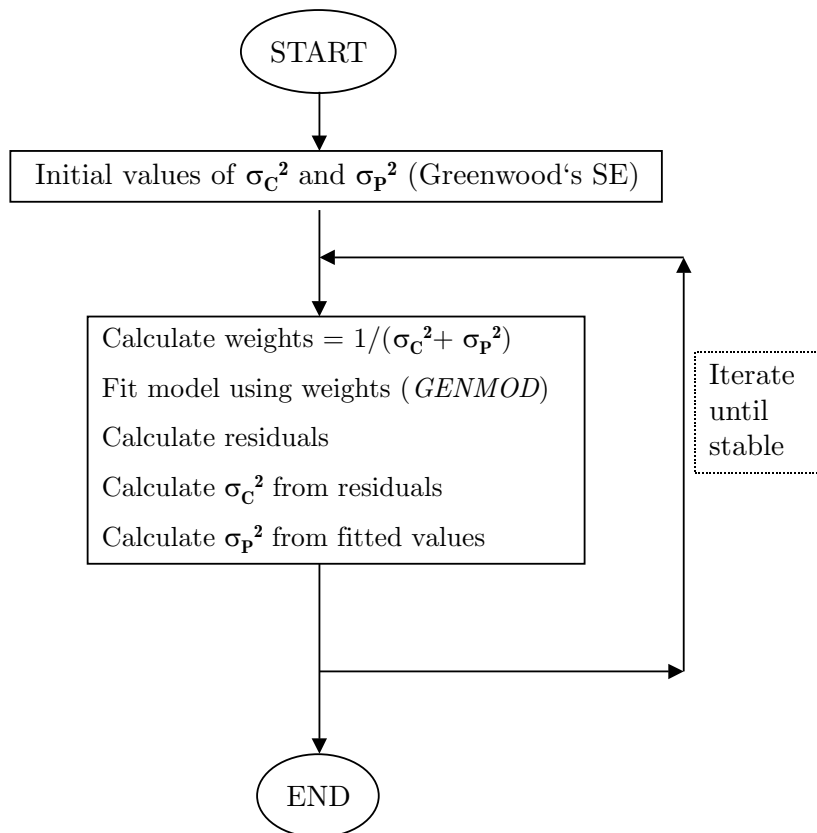 START
Initial values of σC² and σP² (Greenwood‘s SE)
Calculate weights = 1/(σC²+ σP²)
Fit model using weights (GENMOD)
Calculate residuals
Calculate σC² from residuals
Calculate σP² from fitted values
Iterate
until
stable
END